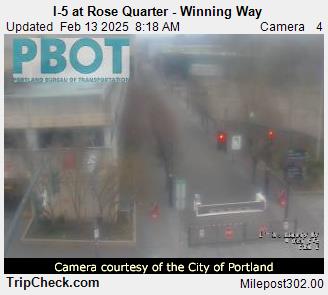 I-5 at Rose Quarter - Winning Way
Updated  Feb 13 2025  8:18 AM
Camera   4
PBOT
PORTLAND BUREAU OF TRANSPORTATION
Camera courtesy of the City of Portland
TripCheck.com
Milepost302.00